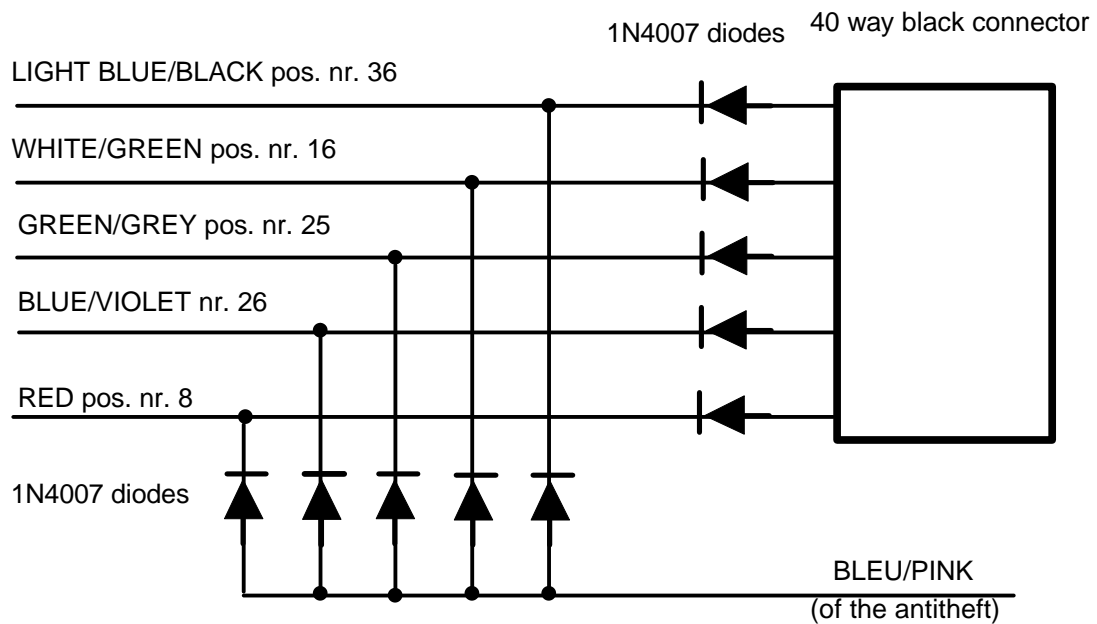 1N4007 diodes
40 way black connector
LIGHT BLUE/BLACK pos. nr. 36
WHITE/GREEN pos. nr. 16
GREEN/GREY pos. nr. 25
BLUE/VIOLET nr. 26
RED pos. nr. 8
1N4007 diodes
BLEU/PINK
(of the antitheft)